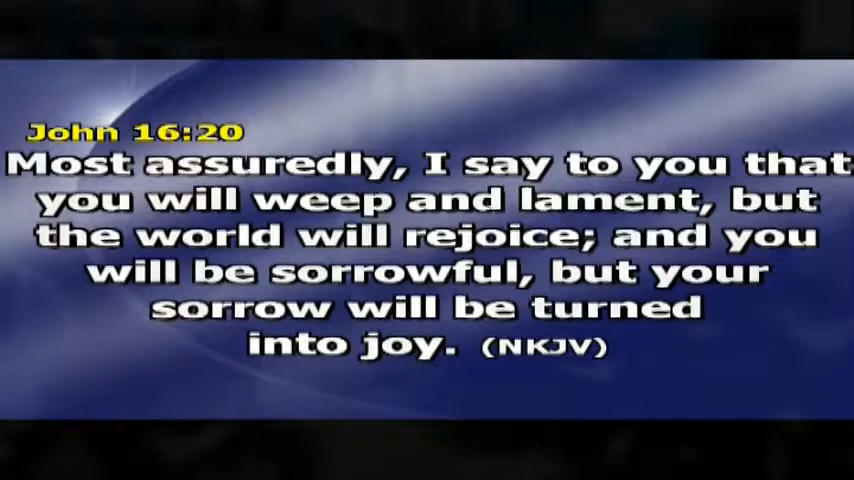 John 16:20
Most assuredly, I say to you that
you will weep and lament, but
the world will rejoice; and you
will be sorrowful, but your
sorrow will be turned
into joy. (NKJV)